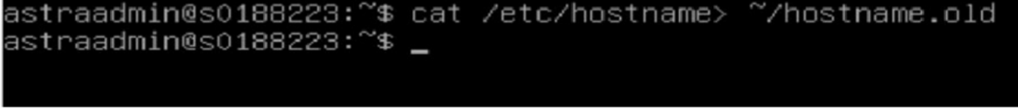 astraadmin@s0188223:~$ cat /etc/hostname> ~/hostname.old
astraadmin@s0188223:~$ _